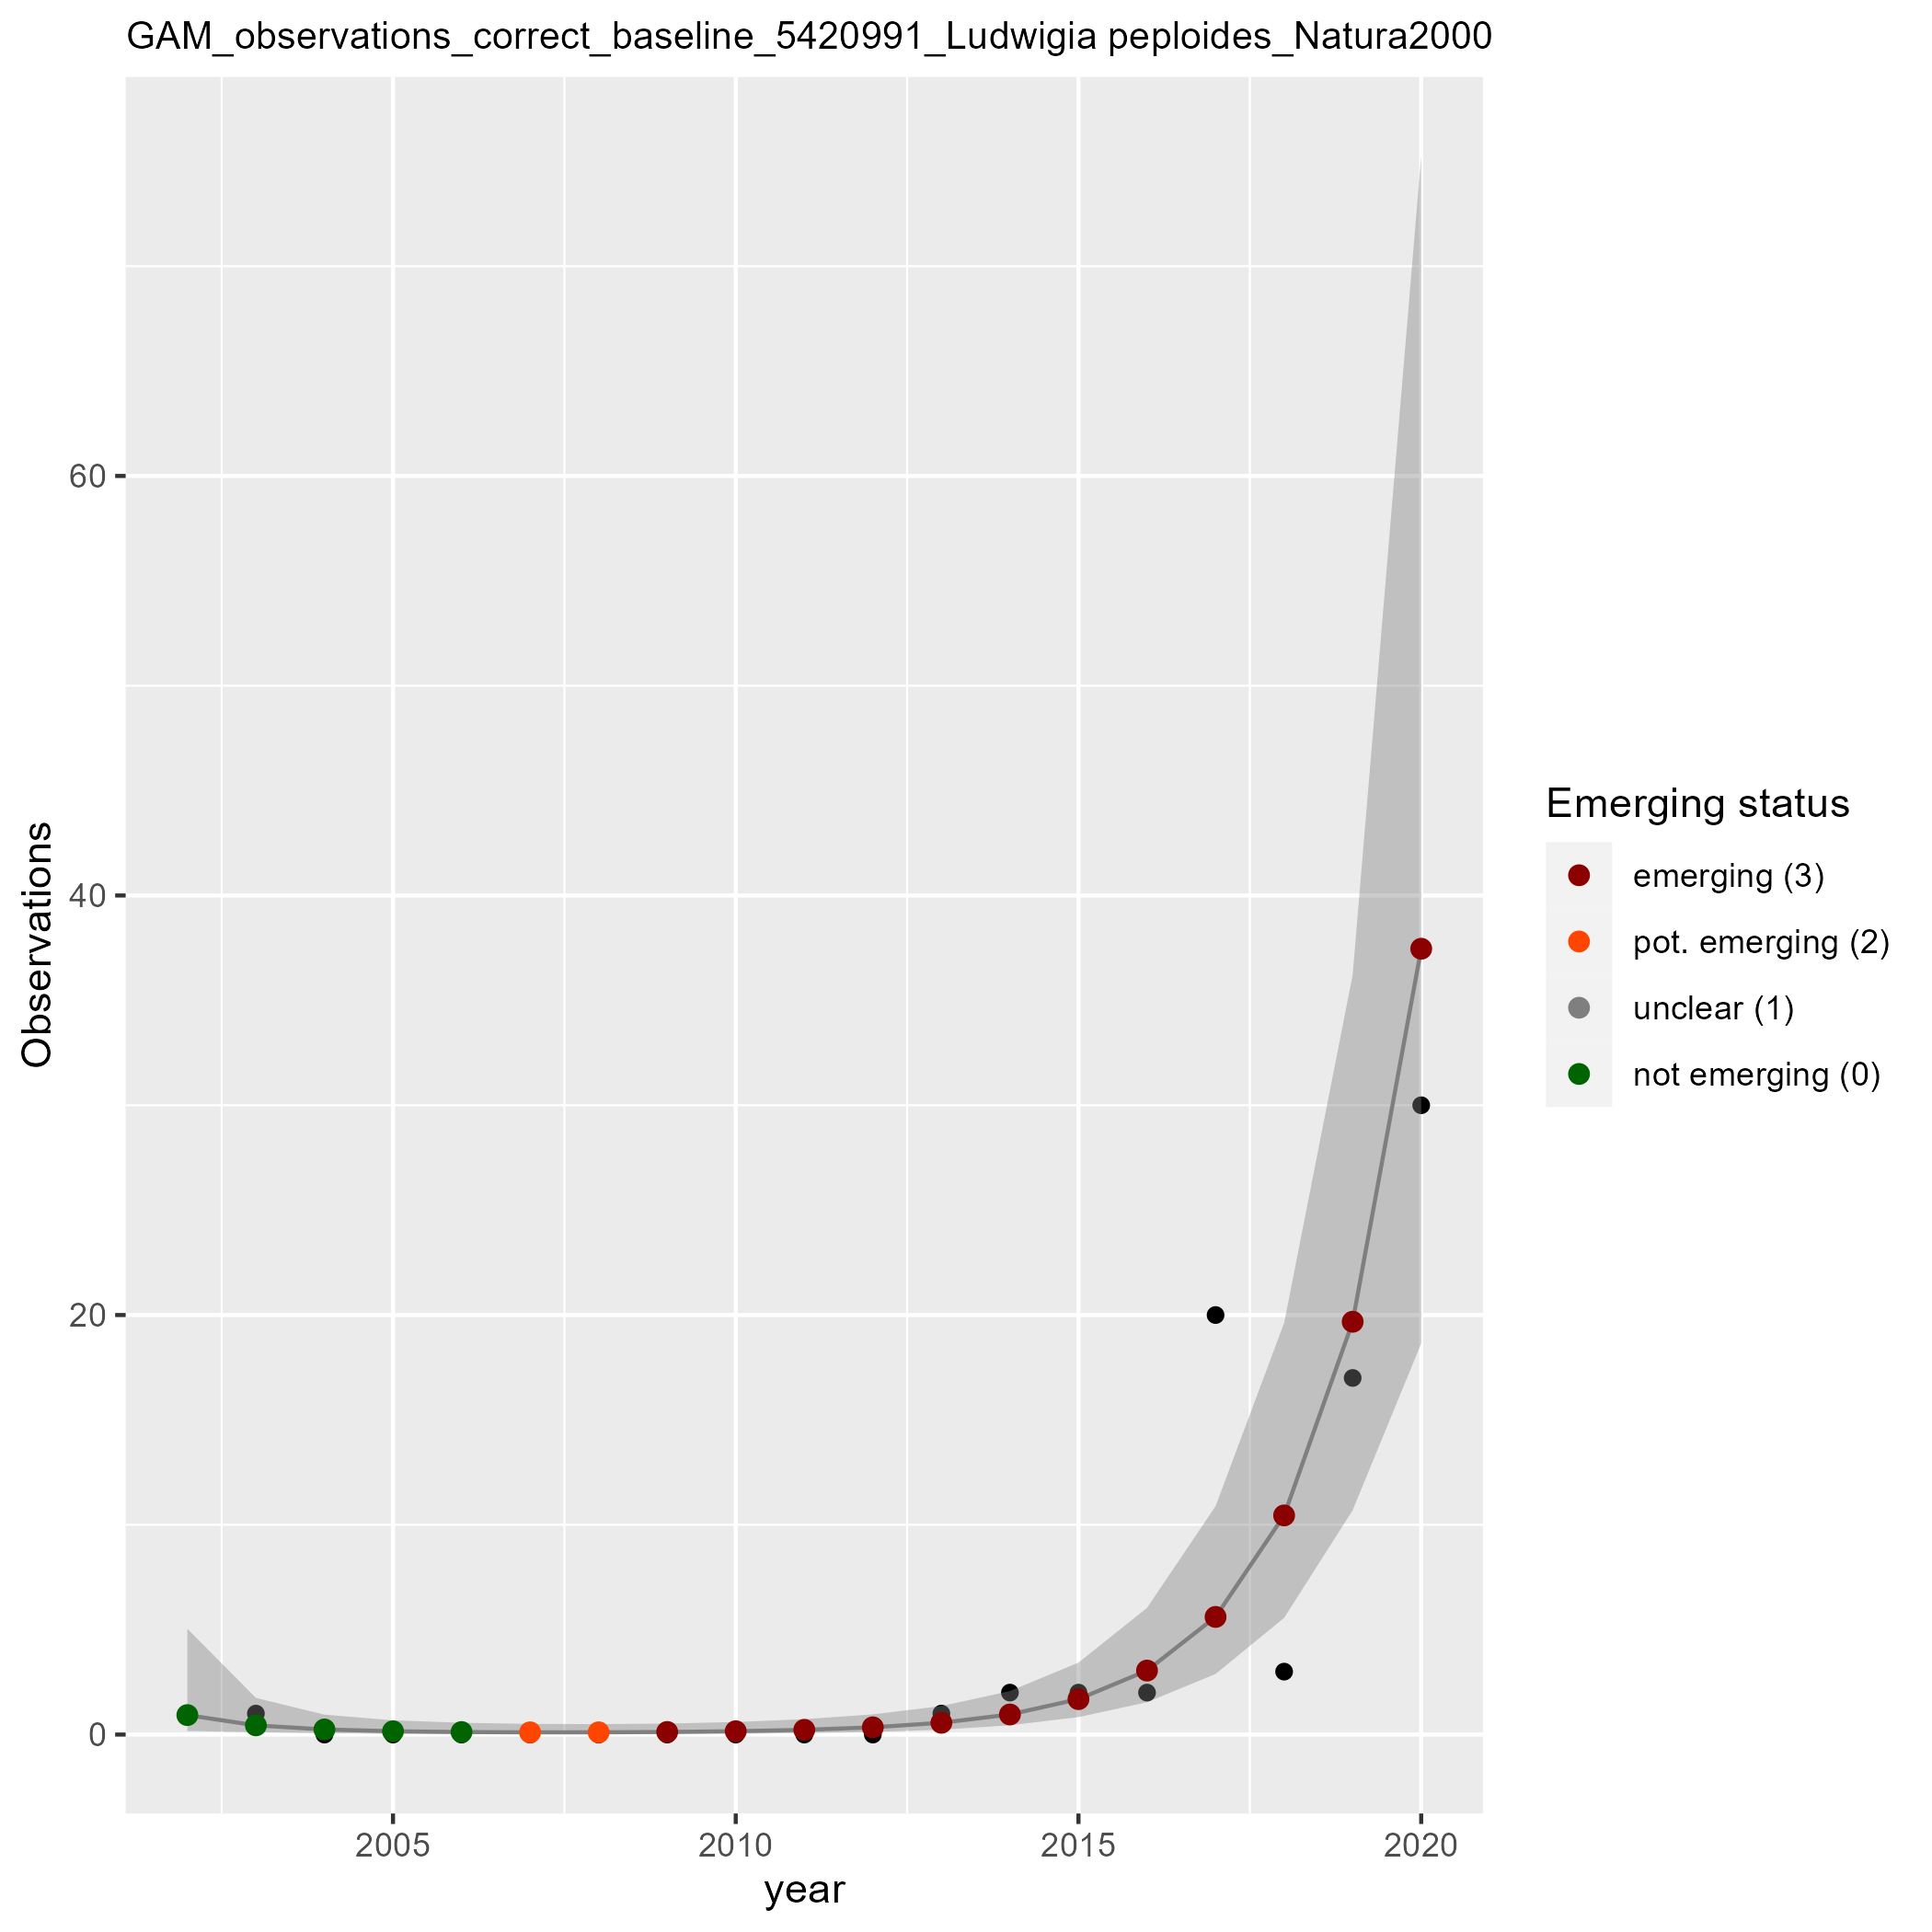 GAM_observations_correct_baseline_5420991_Ludwigia peploides_Natura2000
Observations
60
40
20
0
2005
2010
2015
2020
year
Emerging status
emerging (3)
pot. emerging (2)
unclear (1)
not emerging (0)